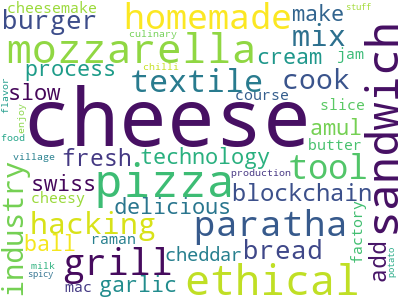 cheesemake
stuff
burger
homemade
make
culinary
mix
mozzarella
cream
jam
process
textile
cook
chilli
slow
course
slice
flavor
enjoy
cheese
sandwich
amul
butter
food
fresh
technology
tool
village
production
swiss
pizza
blockchain
cheesy
delicious
industry
hacking
paratha
factory
ball
raman
cheddar
bread
add
milk
grill
ethical
potato
spicy
mac
garlic